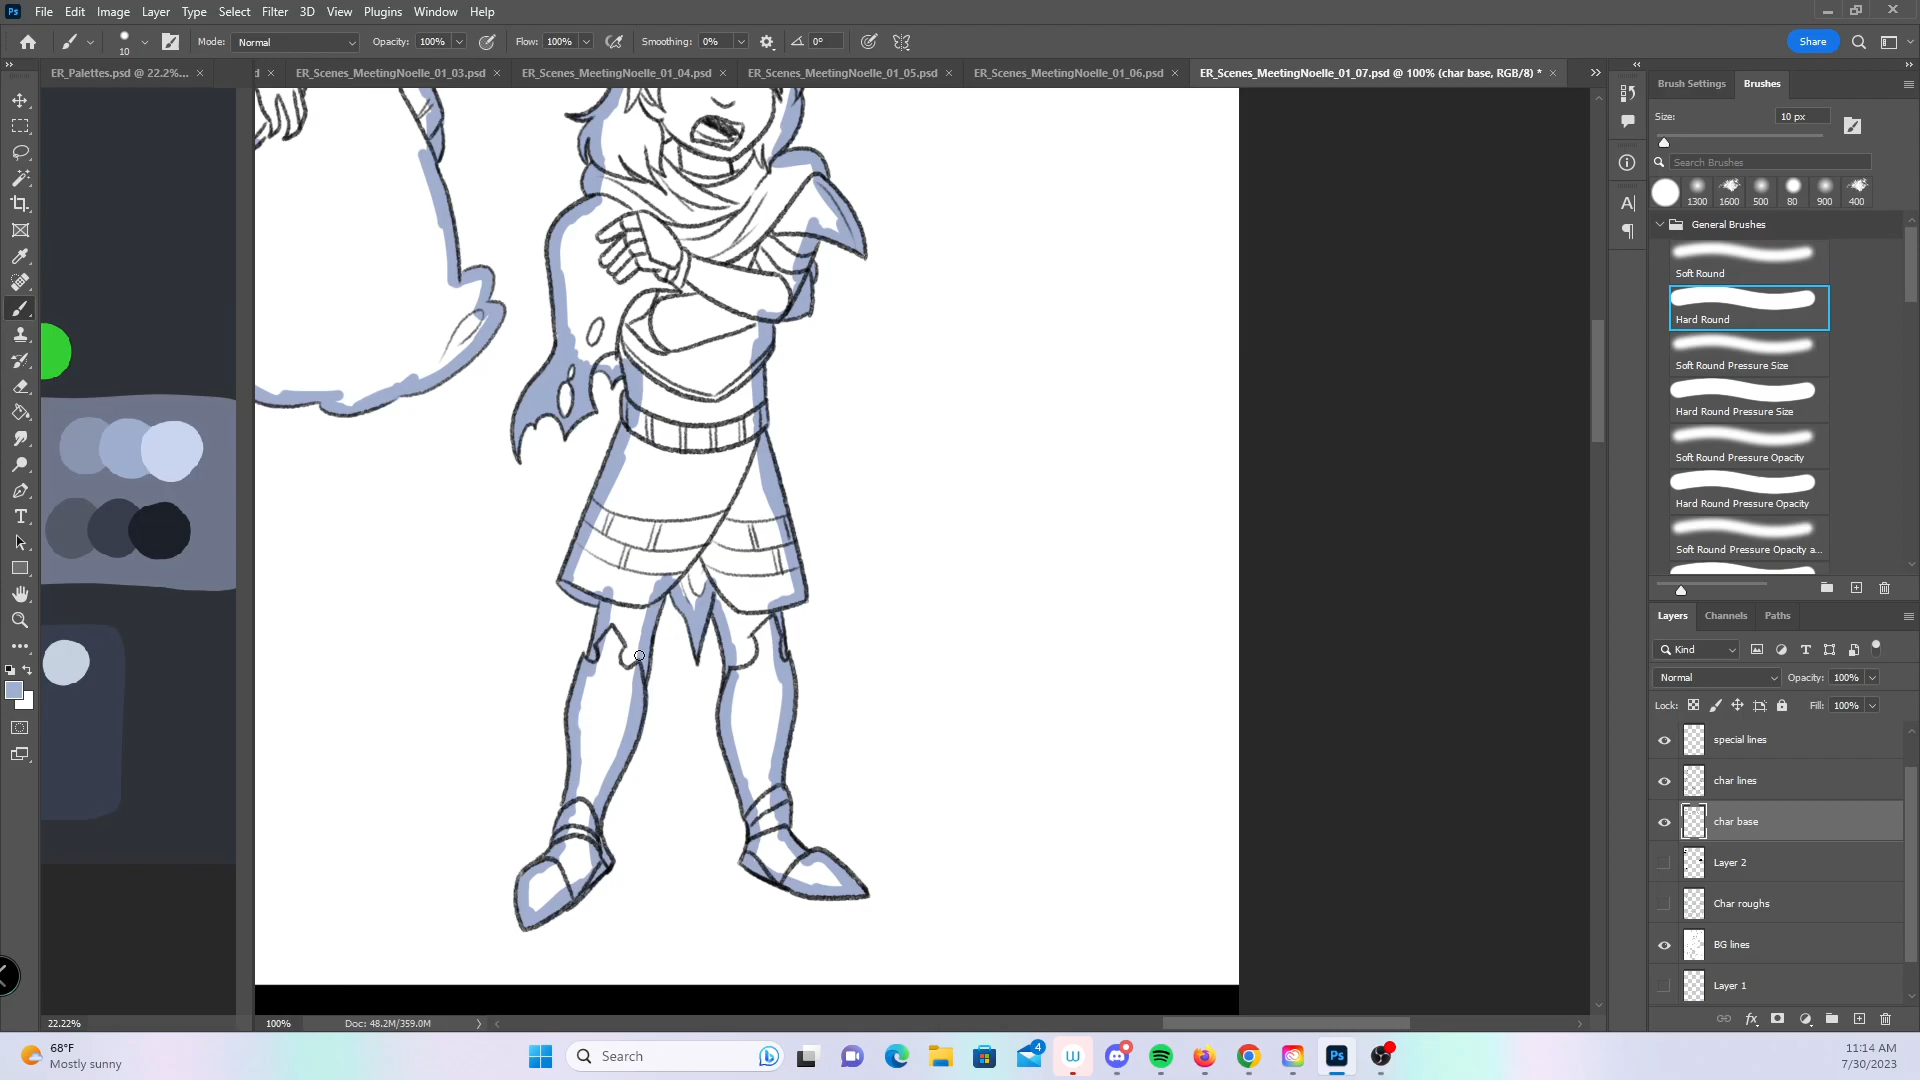 Ps File Edit Image Layer Type Select Filter 3D View Plugins Window Help
10 Mode: Normal Opacity: 100% Flow: 100% Smoothing: 0% 0° Share
ER_Palettes.psd @ 22.2%... × d × ER_Scenes_MeetingNoelle_01_03.psd × ER_Scenes_MeetingNoelle_01_04.psd × ER_Scenes_MeetingNoelle_01_05.psd × ER_Scenes_MeetingNoelle_01_06.psd × ER_Scenes_MeetingNoelle_01_07.psd @ 100% (char base, RGB/8) * ×
Brush Settings Brushes
Size: 10 px
Search Brushes
1300 1600 500 80 900 400
General Brushes
Soft Round
Hard Round
Soft Round Pressure Size
Hard Round Pressure Size
Soft Round Pressure Opacity
Hard Round Pressure Opacity
Soft Round Pressure Opacity a...
Layers Channels Paths
Kind
Normal Opacity: 100%
Lock: Fill: 100%
special lines
char lines
char base
Layer 2
Char roughs
BG lines
Layer 1
22.22% 100% Doc: 48.2M/359.0M
68°F
Mostly sunny
Search
4
Ps
11:14 AM
7/30/2023